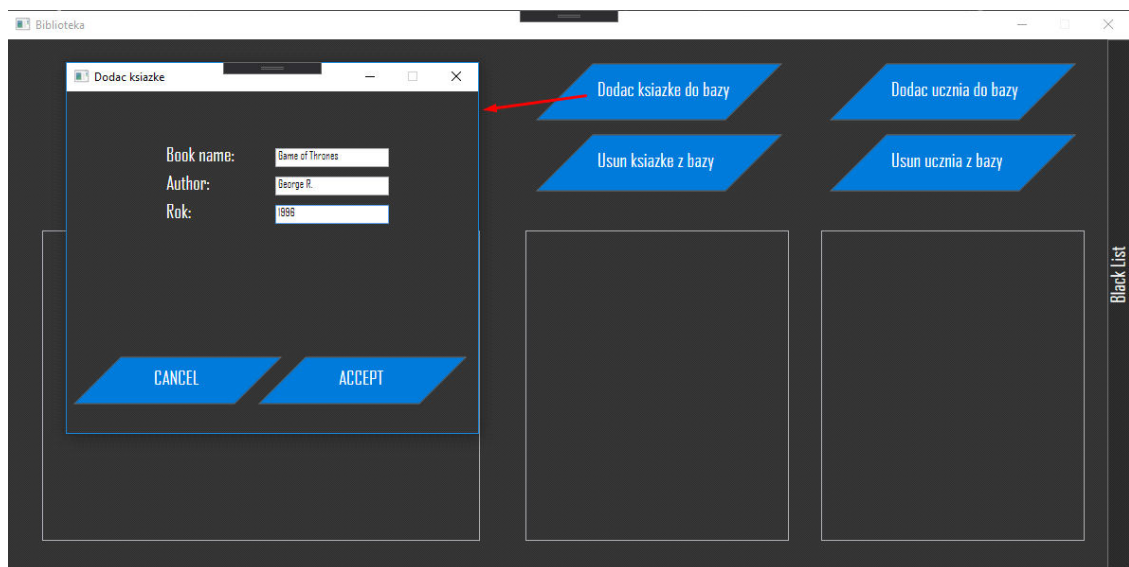 Biblioteka
Dodac ksiazke
Book name:
Game of Thrones
Author:
George R.
Rok:
1996
CANCEL
ACCEPT
Dodac ksiazke do bazy
Dodac ucznia do bazy
Usun ksiazke z bazy
Usun ucznia z bazy
Black List